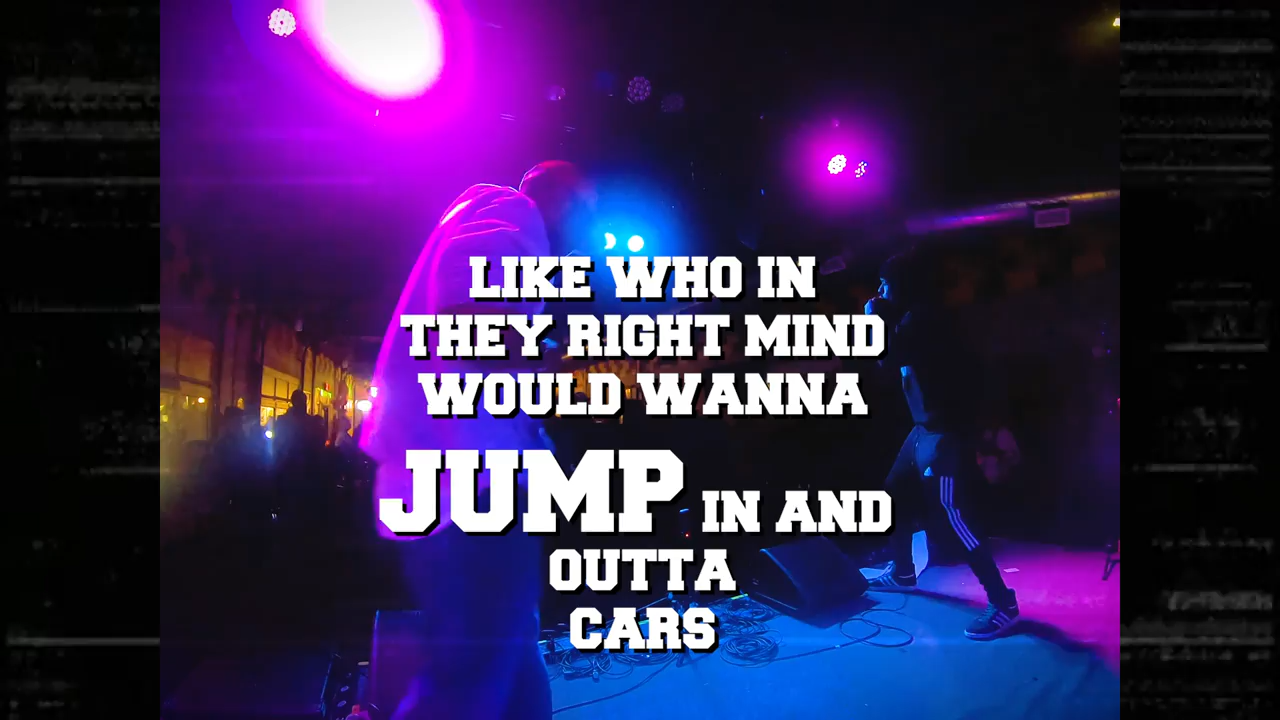 LIKE WHO IN
THEY RIGHT MIND
WOULD WANNA
JUMP IN AND
OUTTA
CARS